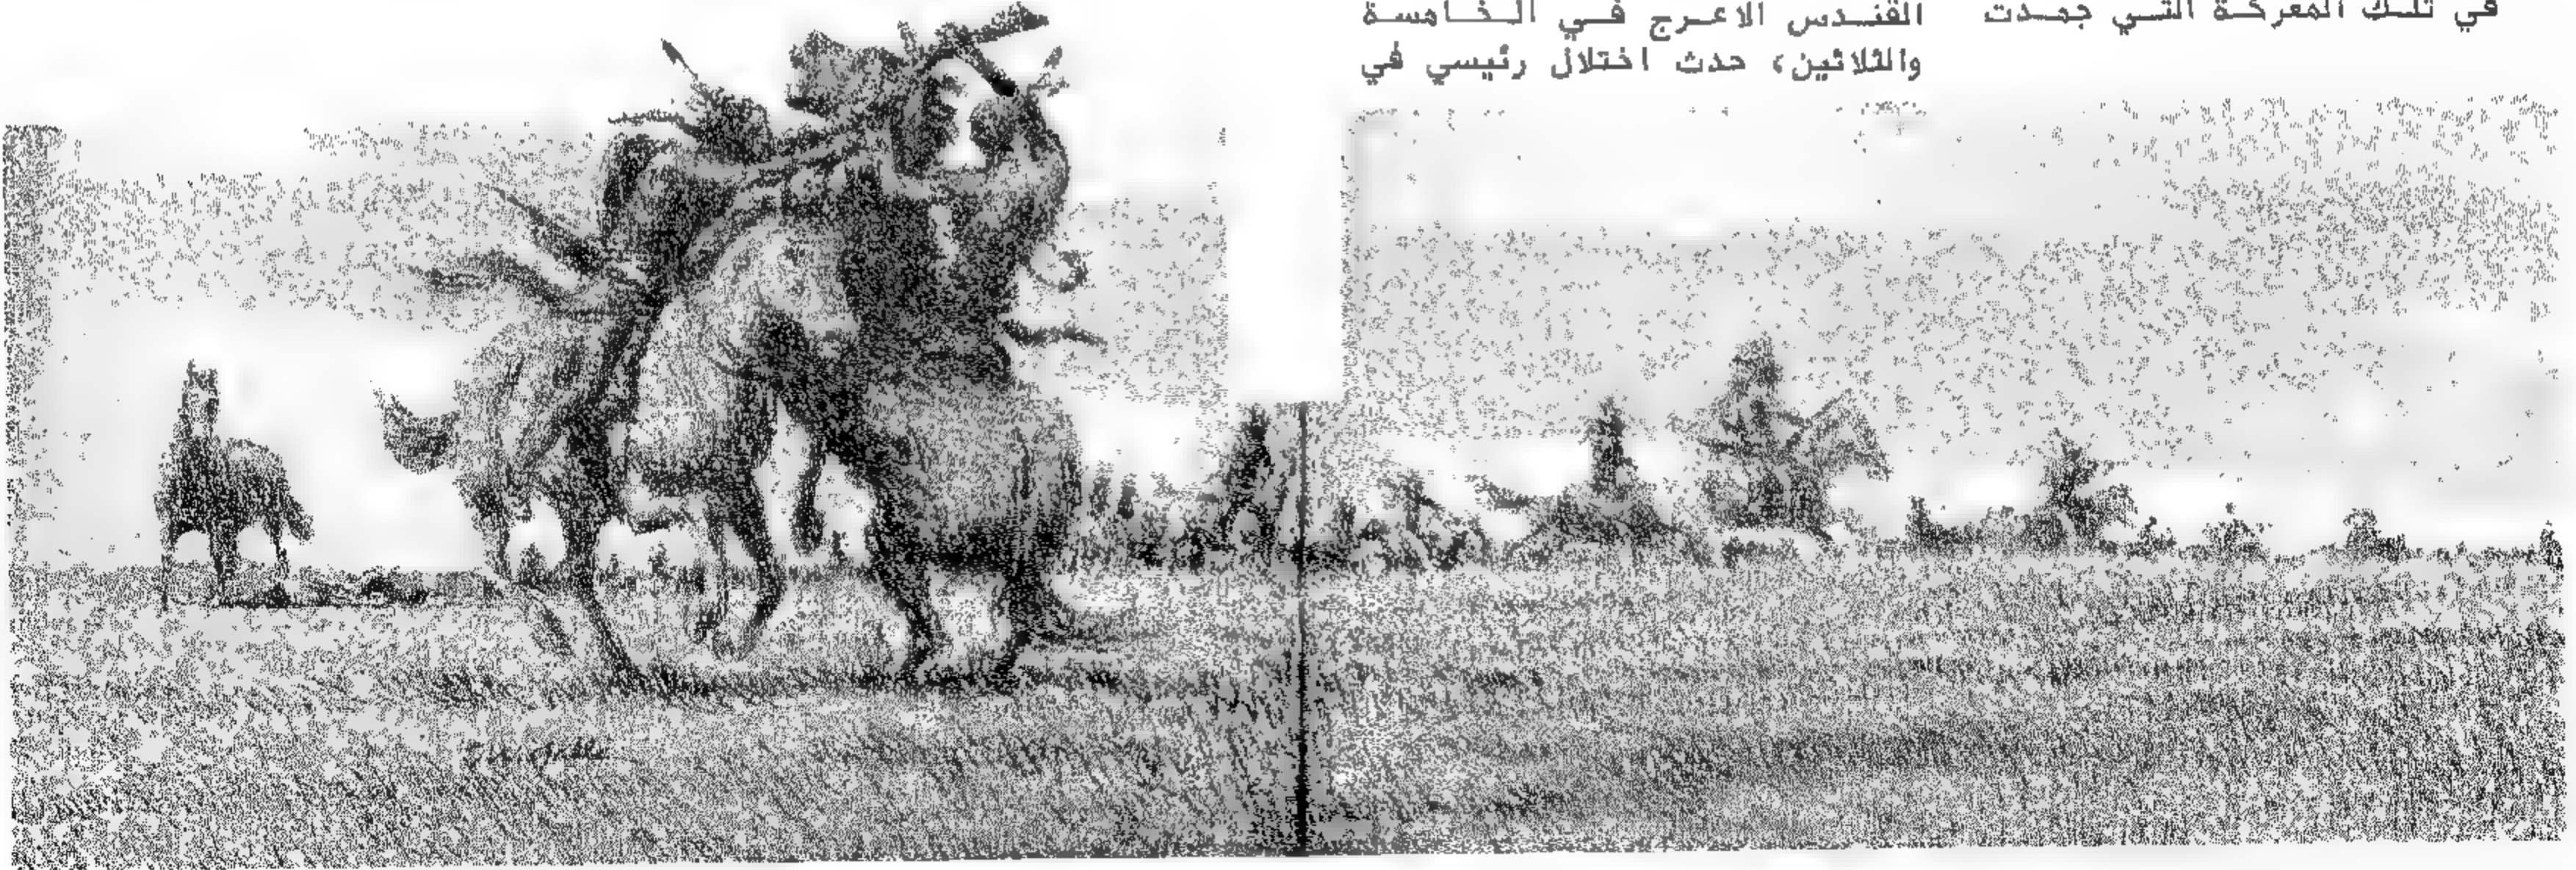 في تلك المعركة التي جمدت
القندس الاعرج في الخامسة
والثلاثين، حدث اختلال رئيسي في